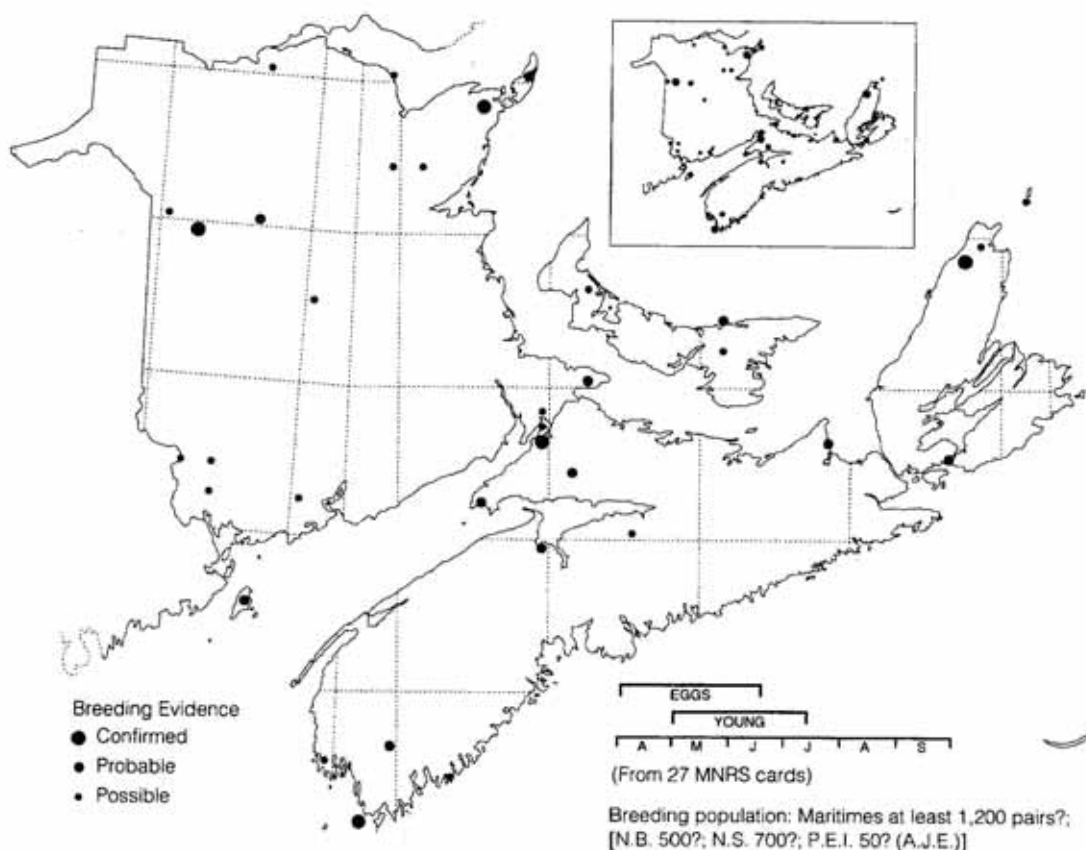 Breeding Evidence
Confirmed
Probable
Possible
EGGS
YOUNG
A M J J A S
(From 27 MNRS cards)
Breeding population: Maritimes at least 1,200 pairs?;
[N.B. 500?; N.S. 700?; P.E.I. 50? (A.J.E.)]